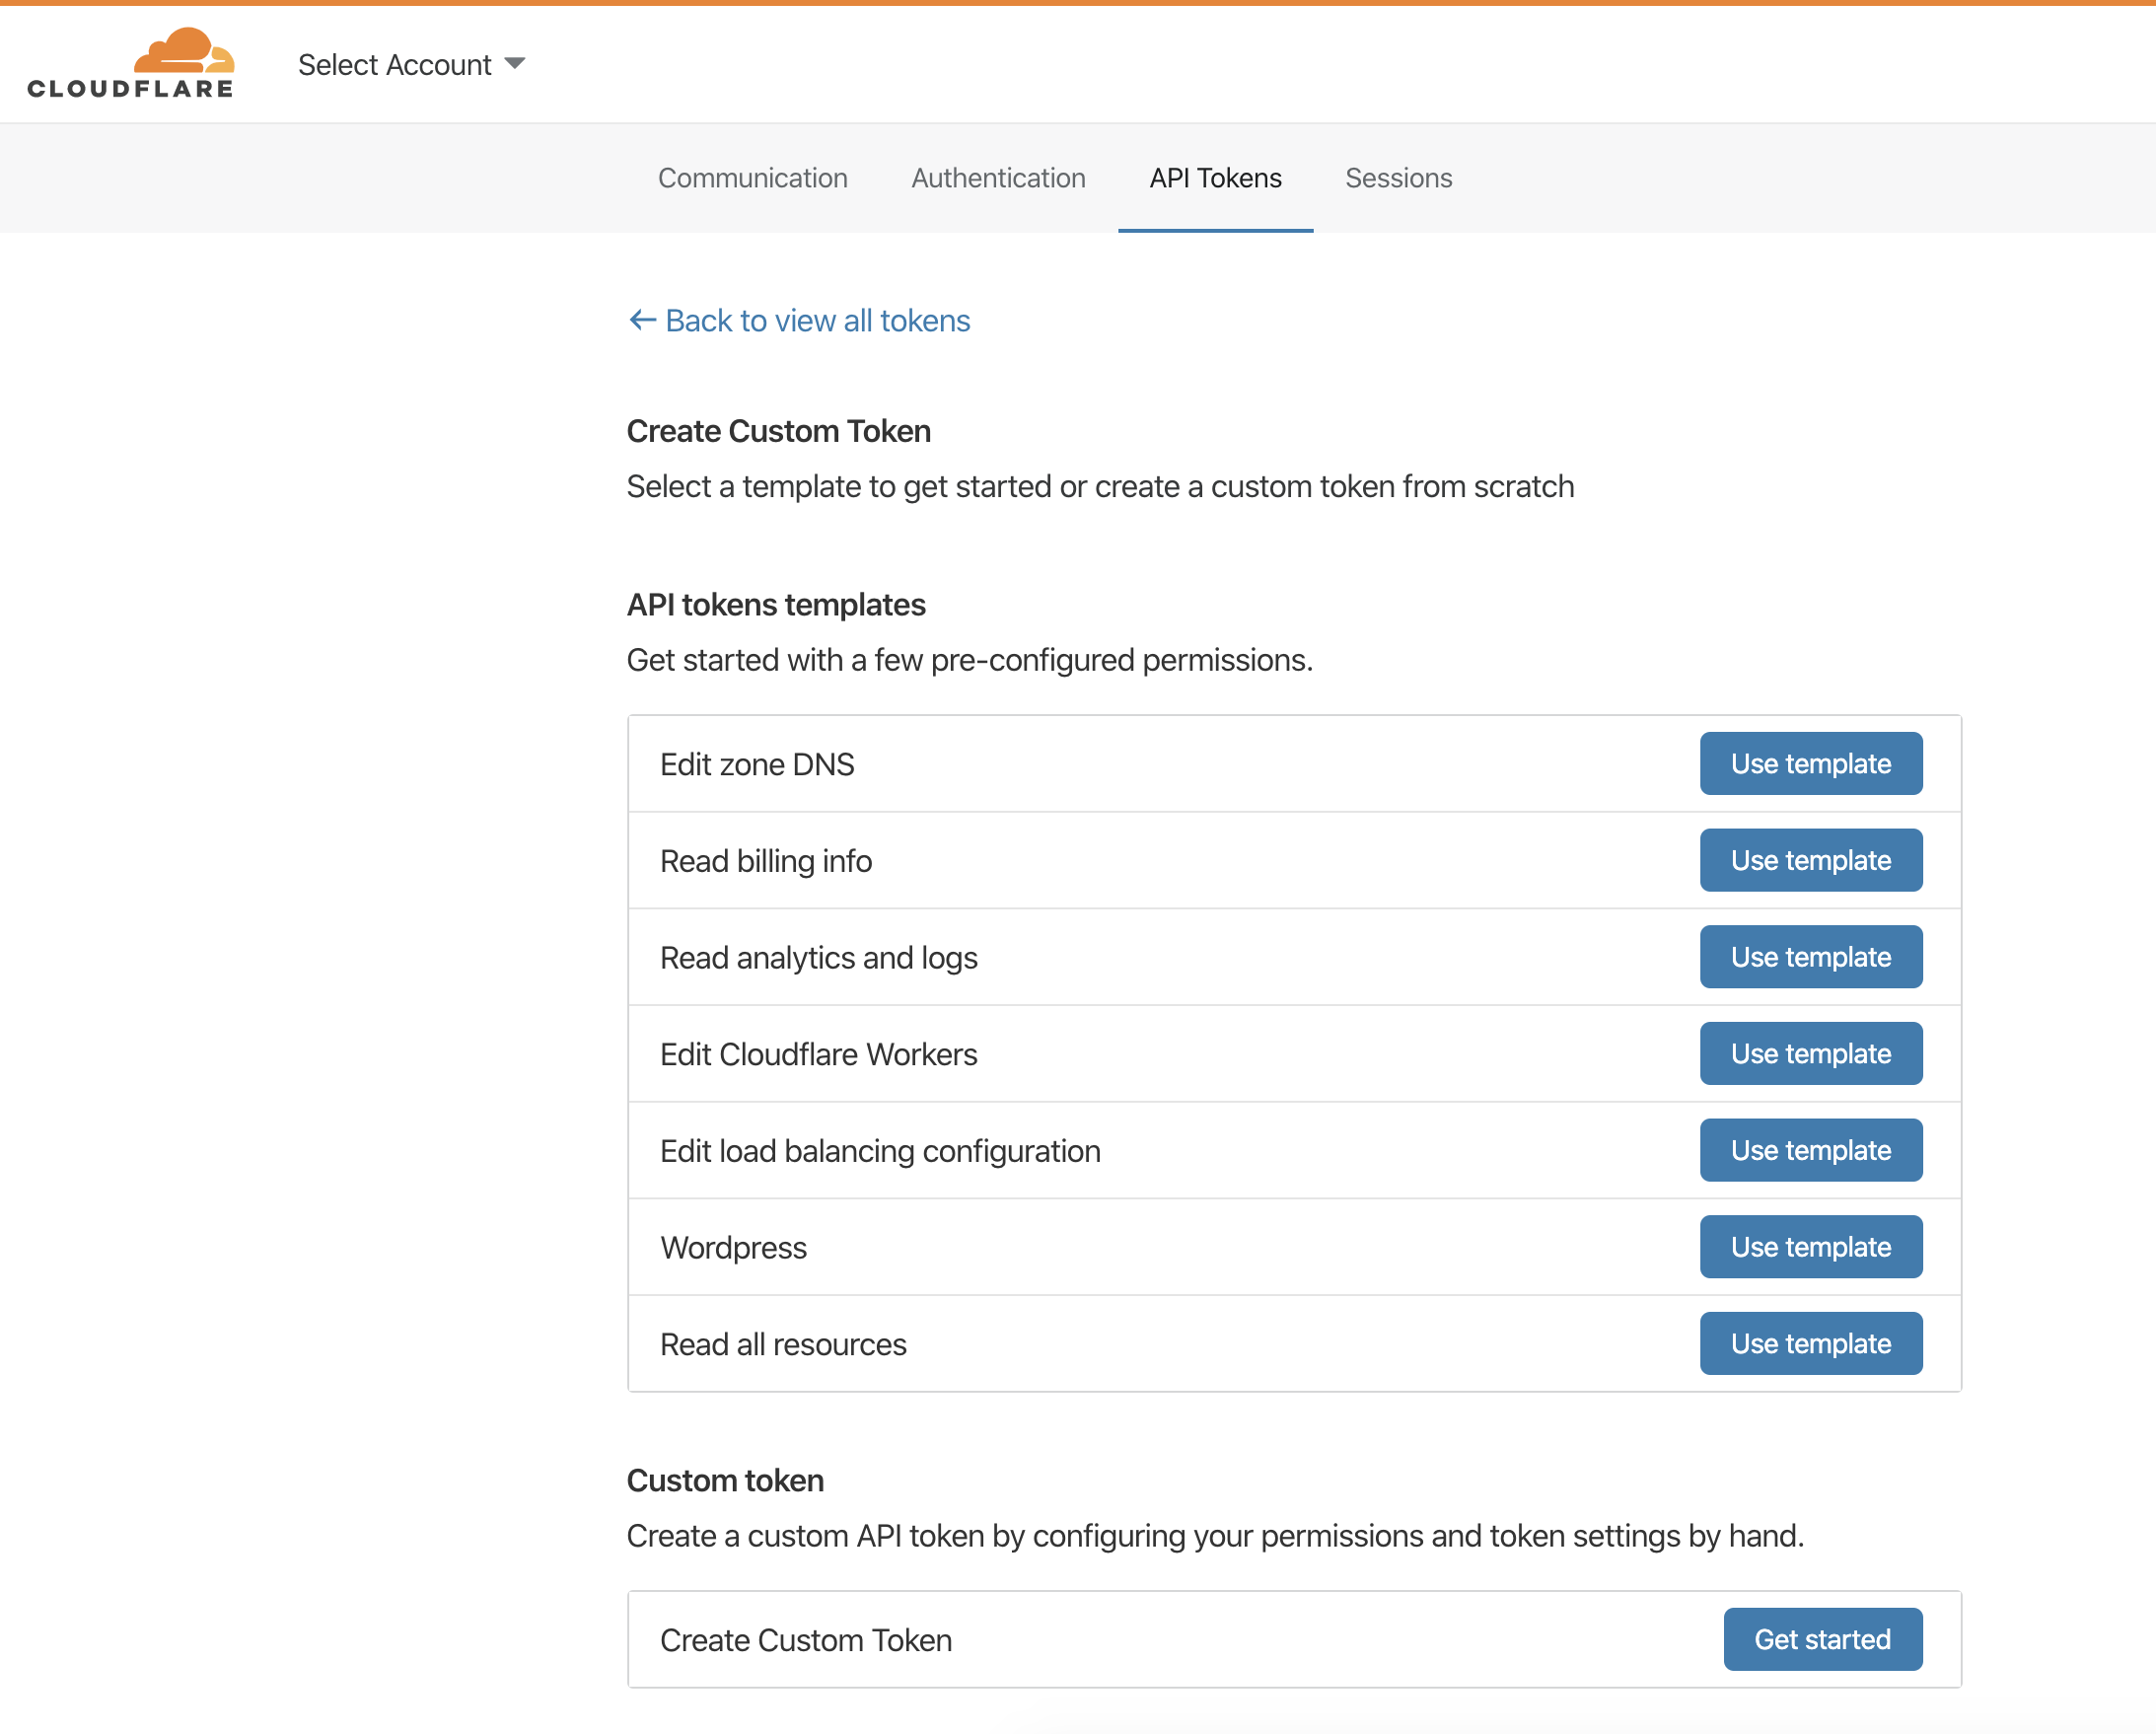 CLOUDFLARE
Select Account
Communication Authentication API Tokens Sessions
← Back to view all tokens
Create Custom Token
Select a template to get started or create a custom token from scratch
API tokens templates
Get started with a few pre-configured permissions.
Edit zone DNS Use template
Read billing info Use template
Read analytics and logs Use template
Edit Cloudflare Workers Use template
Edit load balancing configuration Use template
Wordpress Use template
Read all resources Use template
Custom token
Create a custom API token by configuring your permissions and token settings by hand.
Create Custom Token Get started